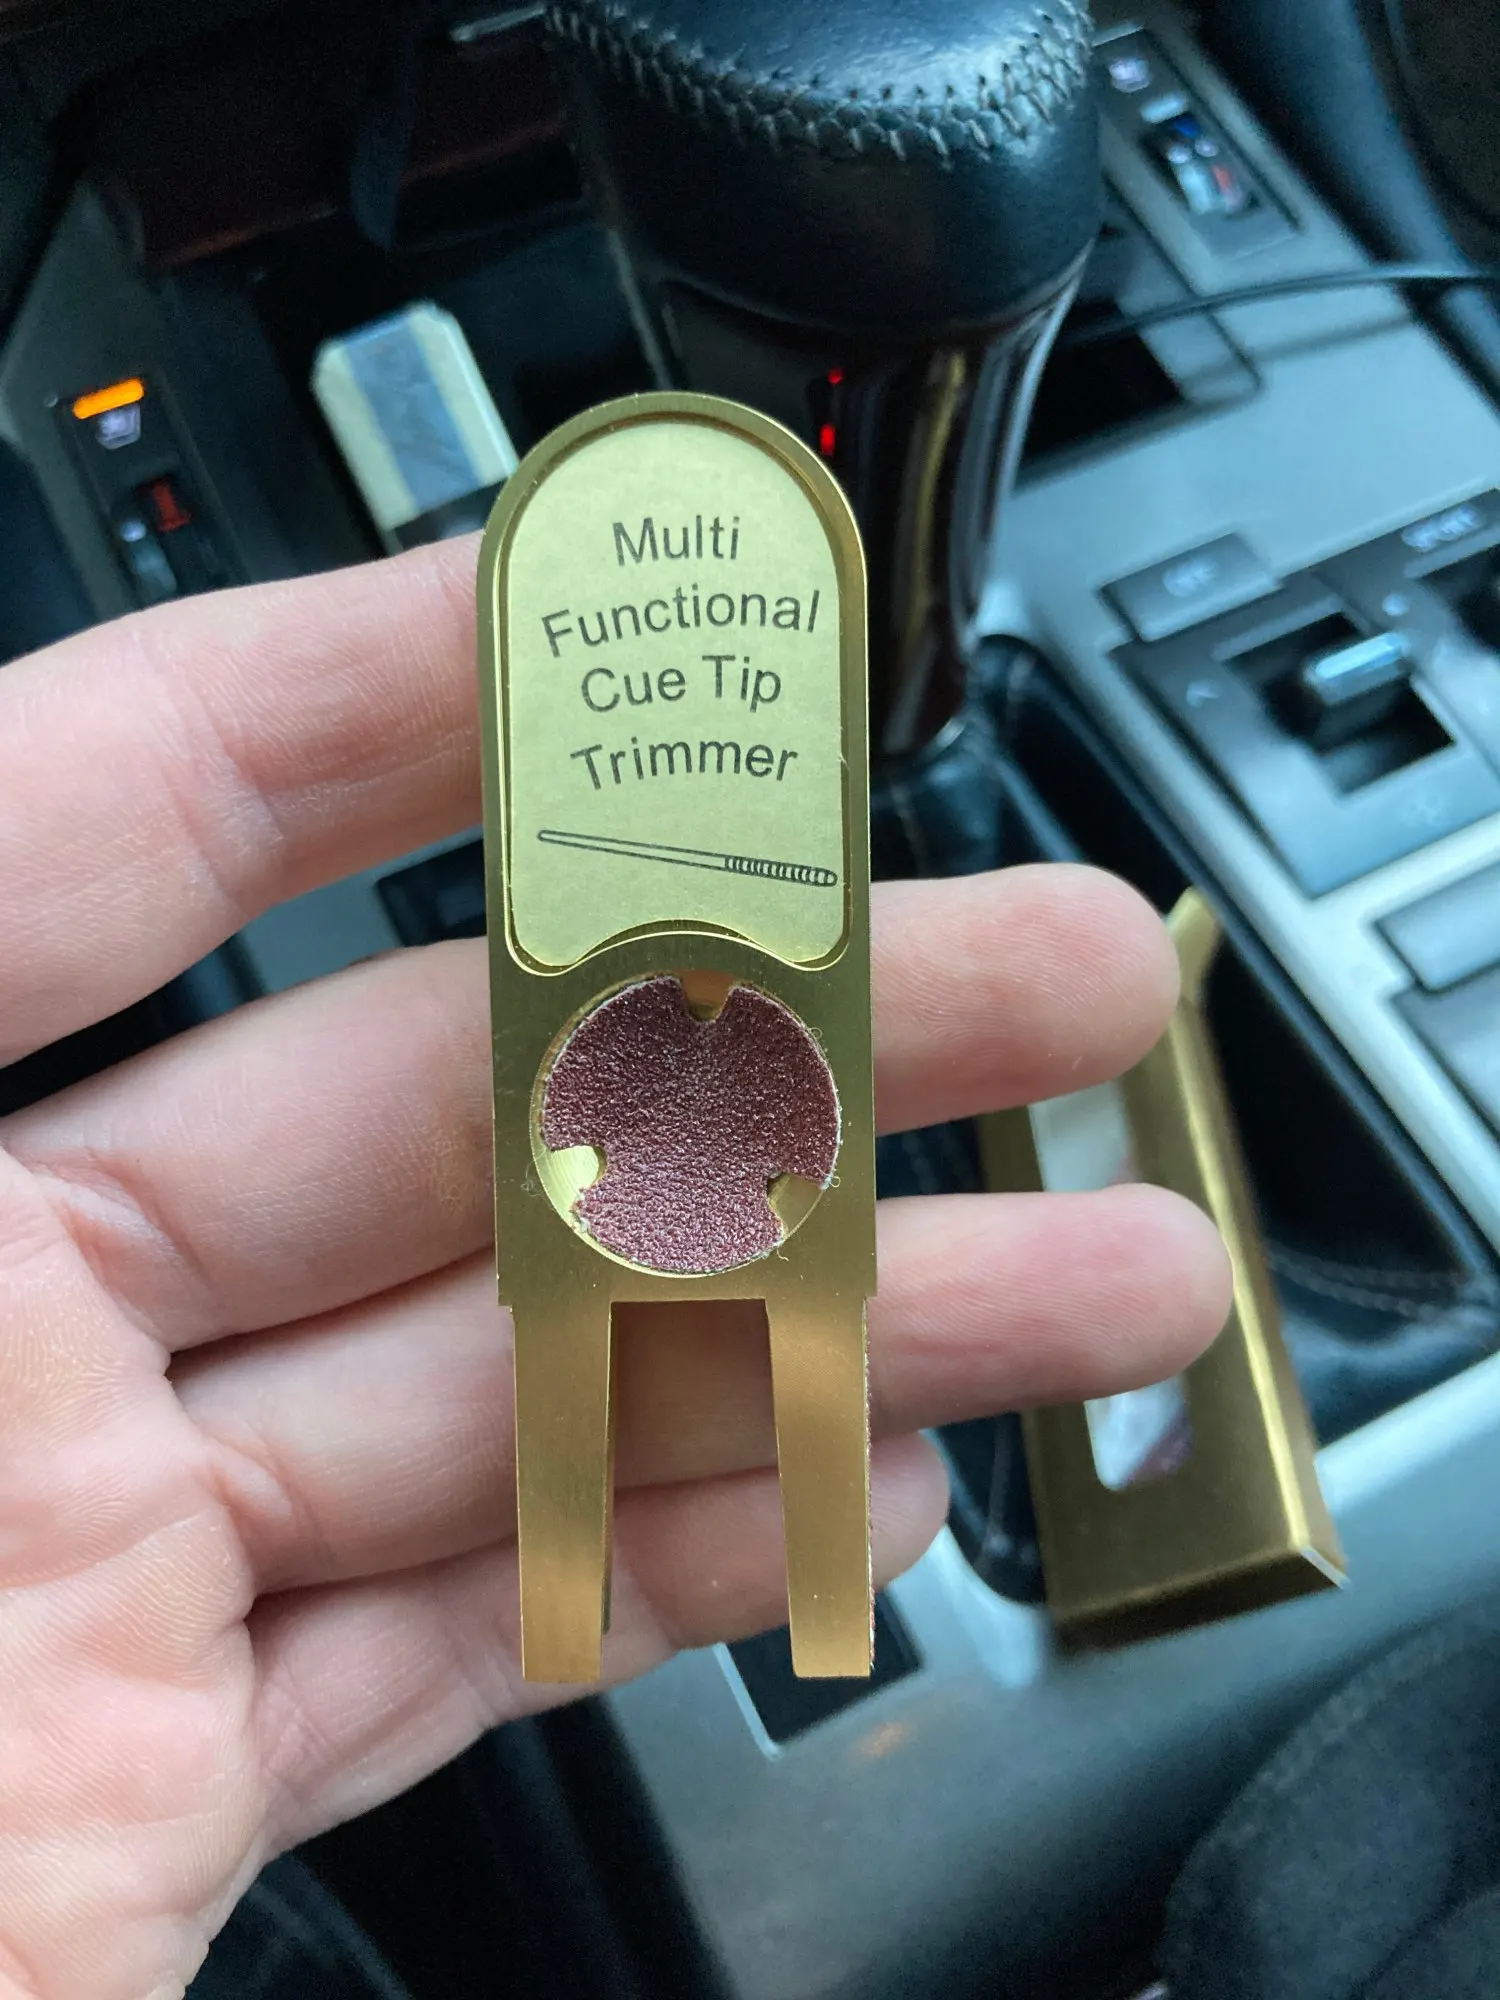 Multi
Functional
Cue Tip
Trimmer